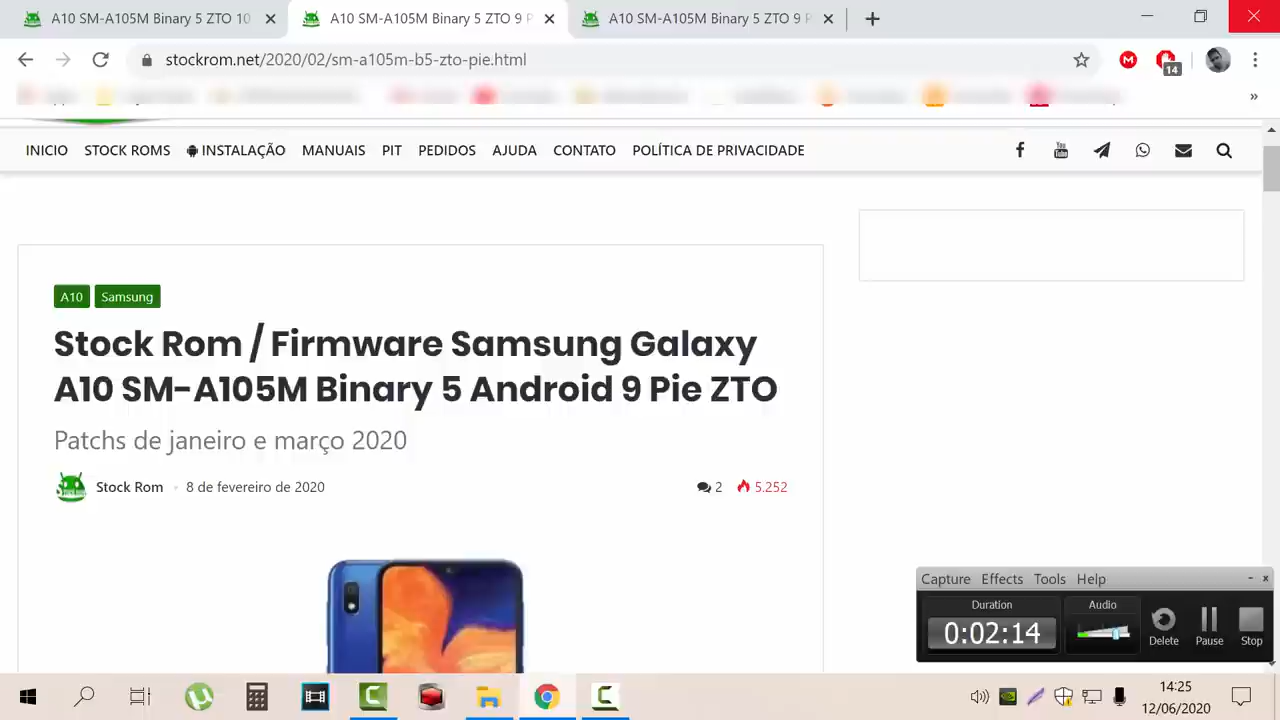 A10 SM-A105M Binary 5 ZTO 10
A10 SM-A105M Binary 5 ZTO 9 P
A10 SM-A105M Binary 5 ZTO 9 P
stockrom.net/2020/02/sm-a105m-b5-zto-pie.html
14
INICIO STOCK ROMS INSTALAÇÃO MANUAIS PIT PEDIDOS AJUDA CONTATO POLÍTICA DE PRIVACIDADE
A10 Samsung
Stock Rom / Firmware Samsung Galaxy
A10 SM-A105M Binary 5 Android 9 Pie ZTO
Patchs de janeiro e março 2020
Stock Rom 8 de fevereiro de 2020 2 5.252
Capture Effects Tools Help
Duration Audio
0:02:14
Delete Pause Stop
14:25
12/06/2020